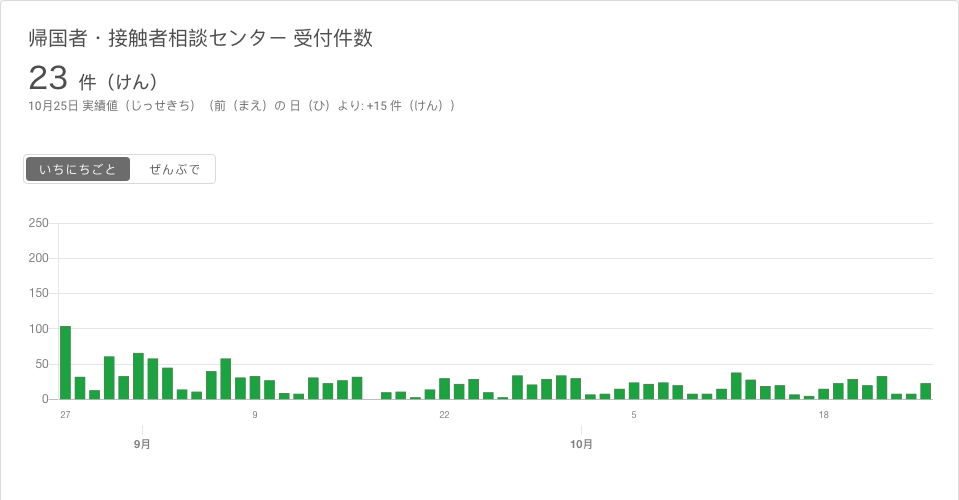 帰国者・接触者相談センター 受付件数
23 件（けん）
10月25日 実績値（じっせきち）（前（まえ）の 日（ひ）より: +15 件（けん））
いちにちごと ぜんぶで
250
200
150
100
50
0
27 9 22 5 18
9月 10月